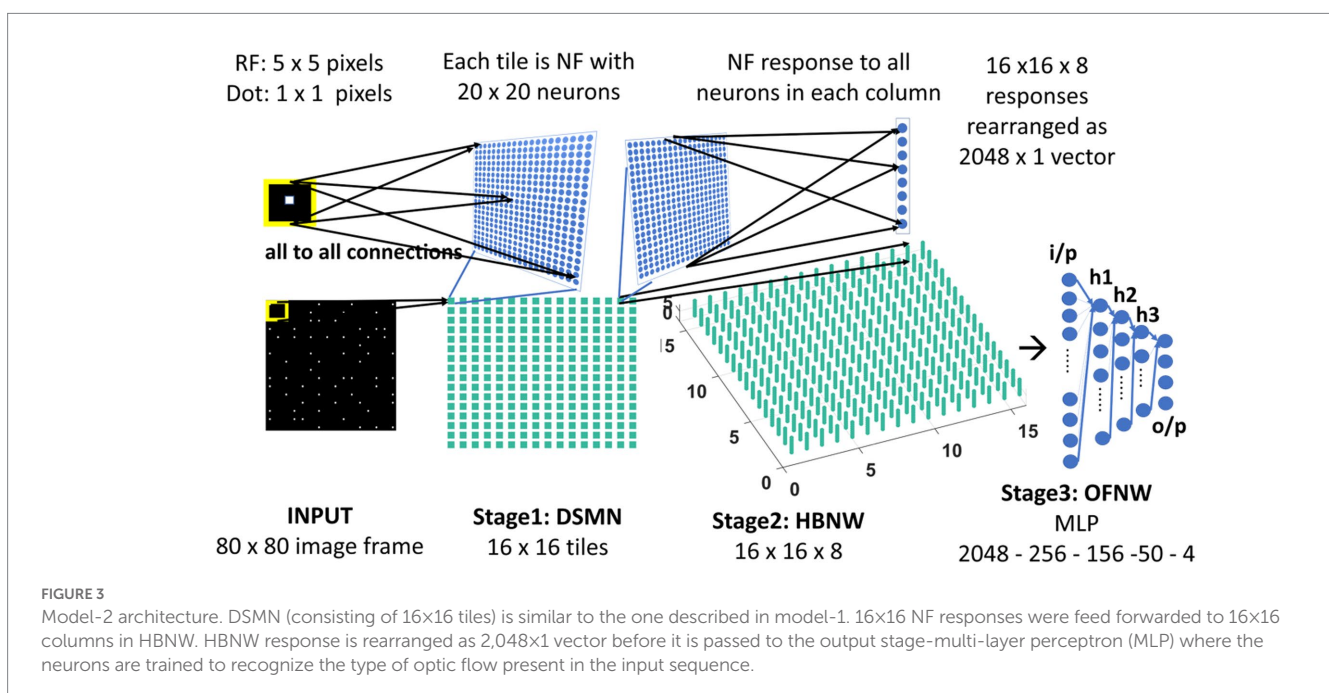 RF: 5 x 5 pixels
Dot: 1 x 1 pixels
Each tile is NF with
20 x 20 neurons
NF response to all
neurons in each column
16 x16 x 8
responses
rearranged as
2048 x 1 vector
all to all connections
i/p
h1
h2
h3
o/p
5
0
15
10
5
0
0
5
10
15
INPUT
80 x 80 image frame
Stage1: DSMN
16 x 16 tiles
Stage2: HBNW
16 x 16 x 8
Stage3: OFNW
MLP
2048 - 256 - 156 -50 - 4
FIGURE 3
Model-2 architecture. DSMN (consisting of 16×16 tiles) is similar to the one described in model-1. 16×16 NF responses were feed forwarded to 16×16
columns in HBNW. HBNW response is rearranged as 2,048×1 vector before it is passed to the output stage-multi-layer perceptron (MLP) where the
neurons are trained to recognize the type of optic flow present in the input sequence.